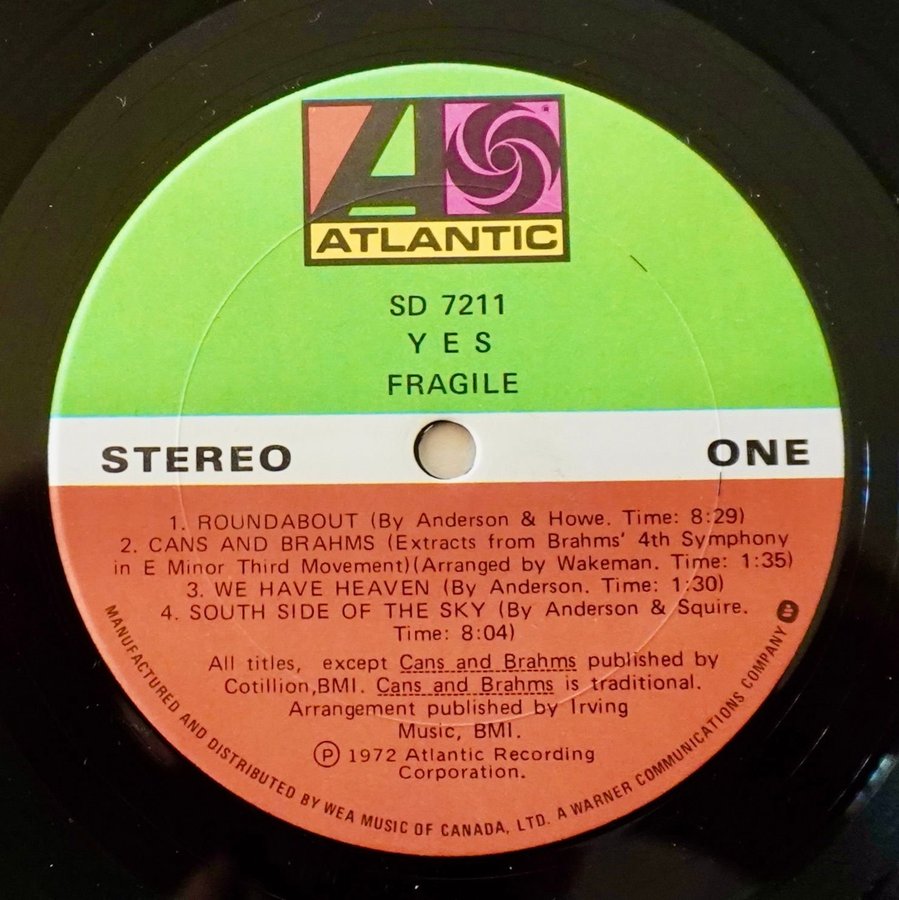 ATLANTIC
SD 7211
YES
FRAGILE
STEREO
ONE
1. ROUNDABOUT (By Anderson & Howe. Time: 8:29)
2. CANS AND BRAHMS (Extracts from Brahms' 4th Symphony
in E Minor Third Movement)(Arranged by Wakeman. Time: 1:35)
3. WE HAVE HEAVEN (By Anderson. Time: 1:30)
4. SOUTH SIDE OF THE SKY (By Anderson & Squire.
Time: 8:04)
All titles, except Cans and Brahms published by
Cotillion,BMI. Cans and Brahms is traditional.
Arrangement published by Irving
Music, BMI.
℗ 1972 Atlantic Recording
Corporation.
MANUFACTURED AND DISTRIBUTED BY WEA MUSIC OF CANADA, LTD. A WARNER COMMUNICATIONS COMPANY